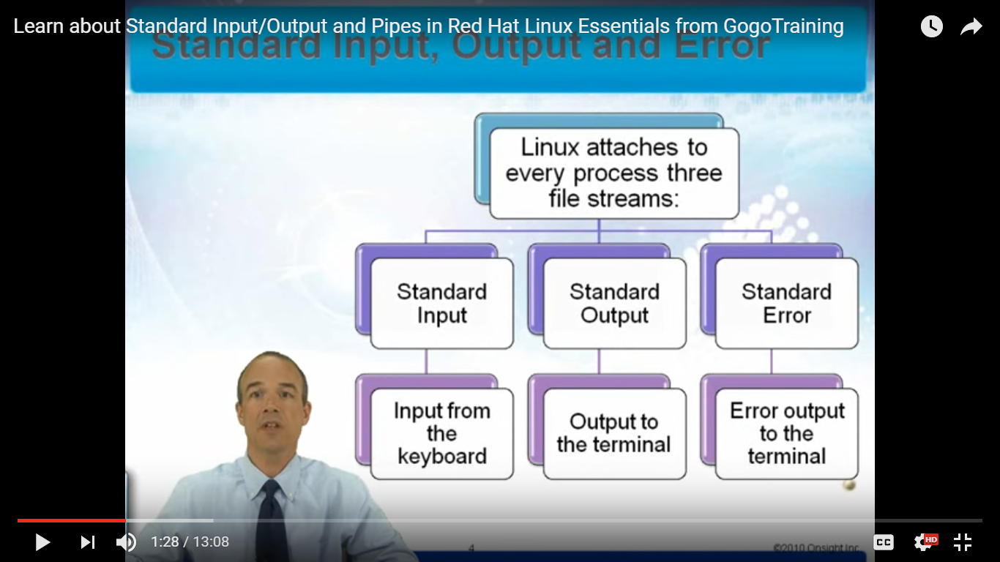 Learn about Standard Input/Output and Pipes in Red Hat Linux Essentials from GogoTraining
Standard Input, Output and Error
Linux attaches to
every process three
file streams:
Standard
Input
Standard
Output
Standard
Error
Input from
the
keyboard
Output to
the terminal
Error output
to the
terminal
1:28 / 13:08
CC
HD
4
©2010 Onsight Inc.